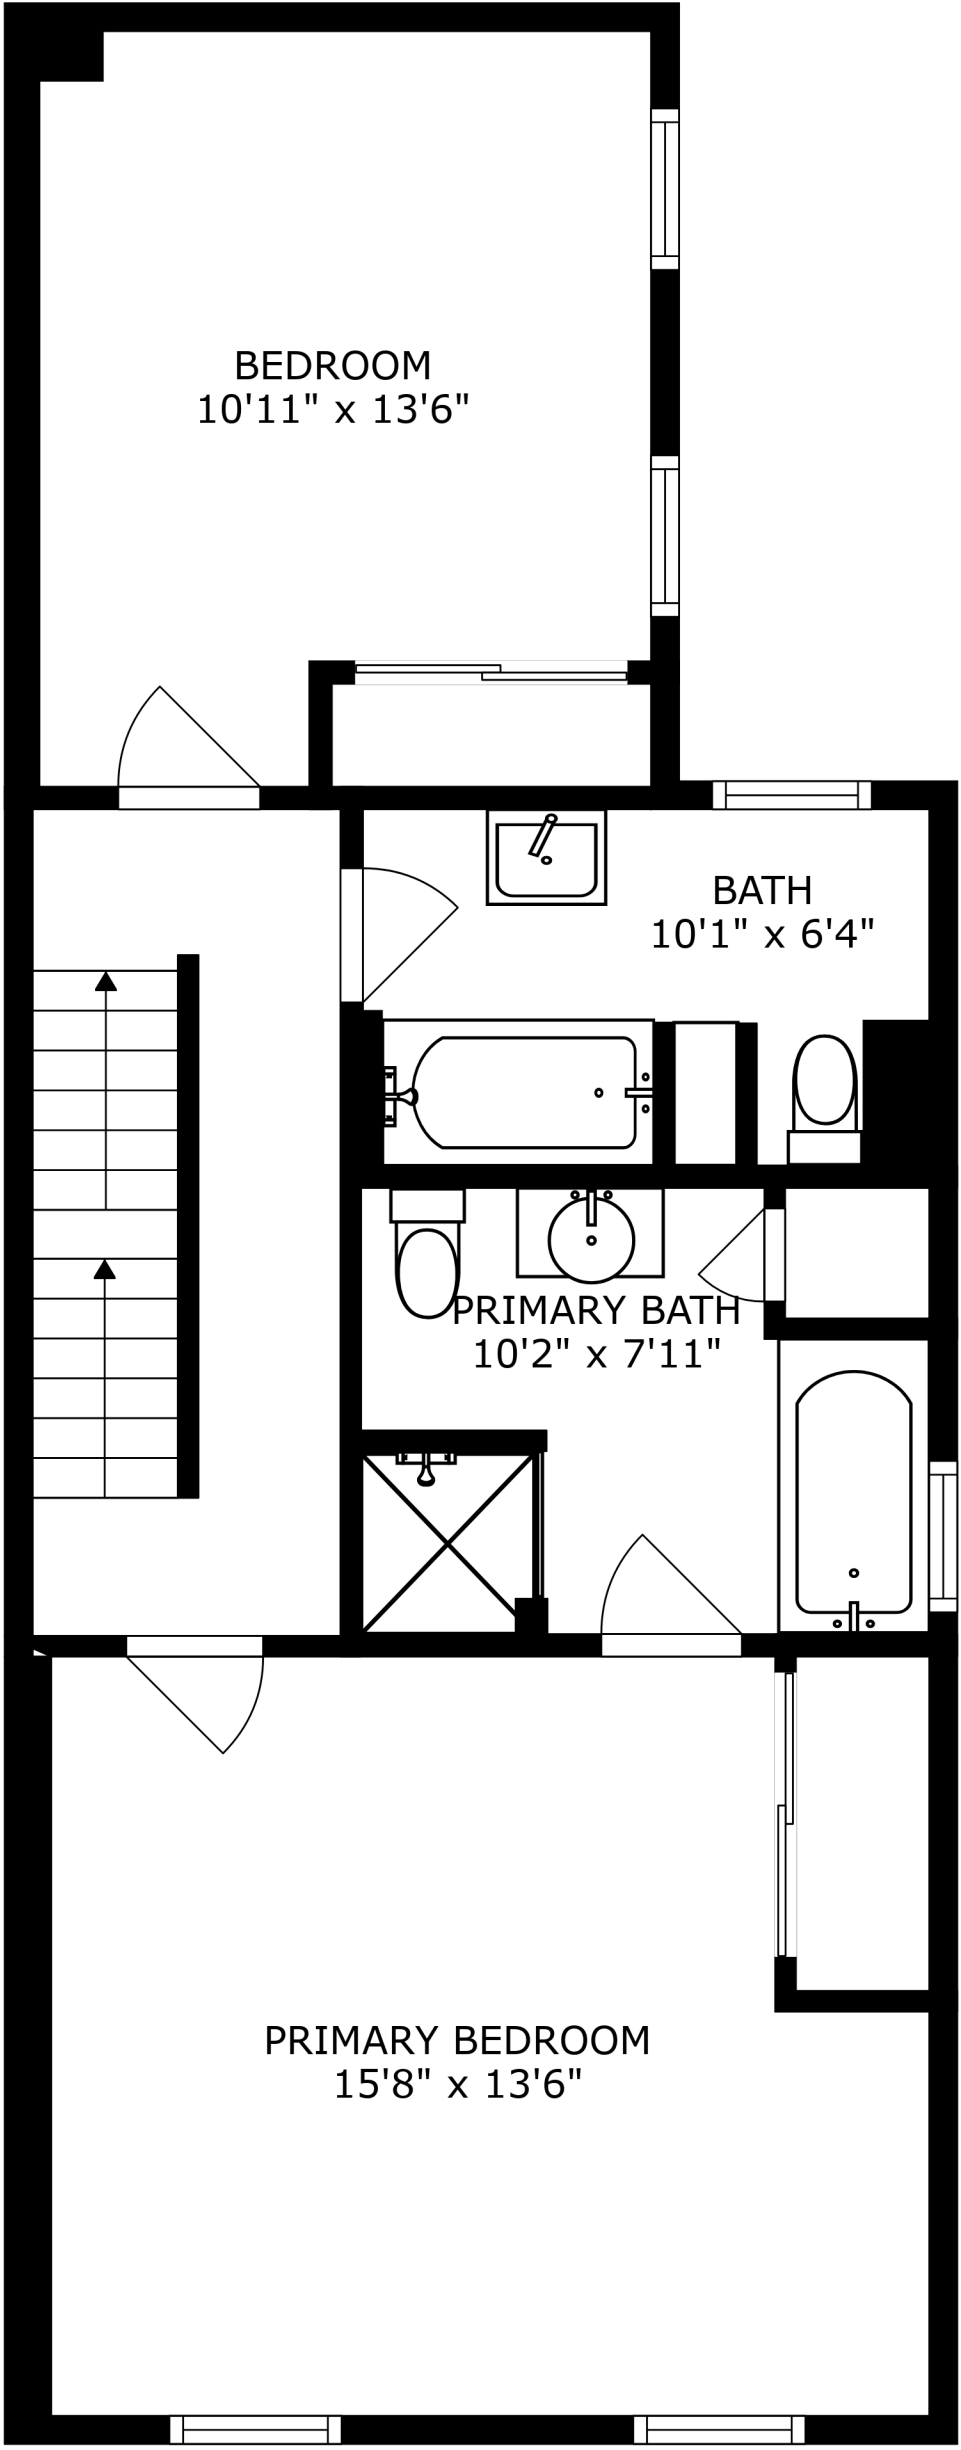 BEDROOM
10'11" x 13'6"
BATH
10'1" x 6'4"
PRIMARY BATH
10'2" x 7'11"
PRIMARY BEDROOM
15'8" x 13'6"